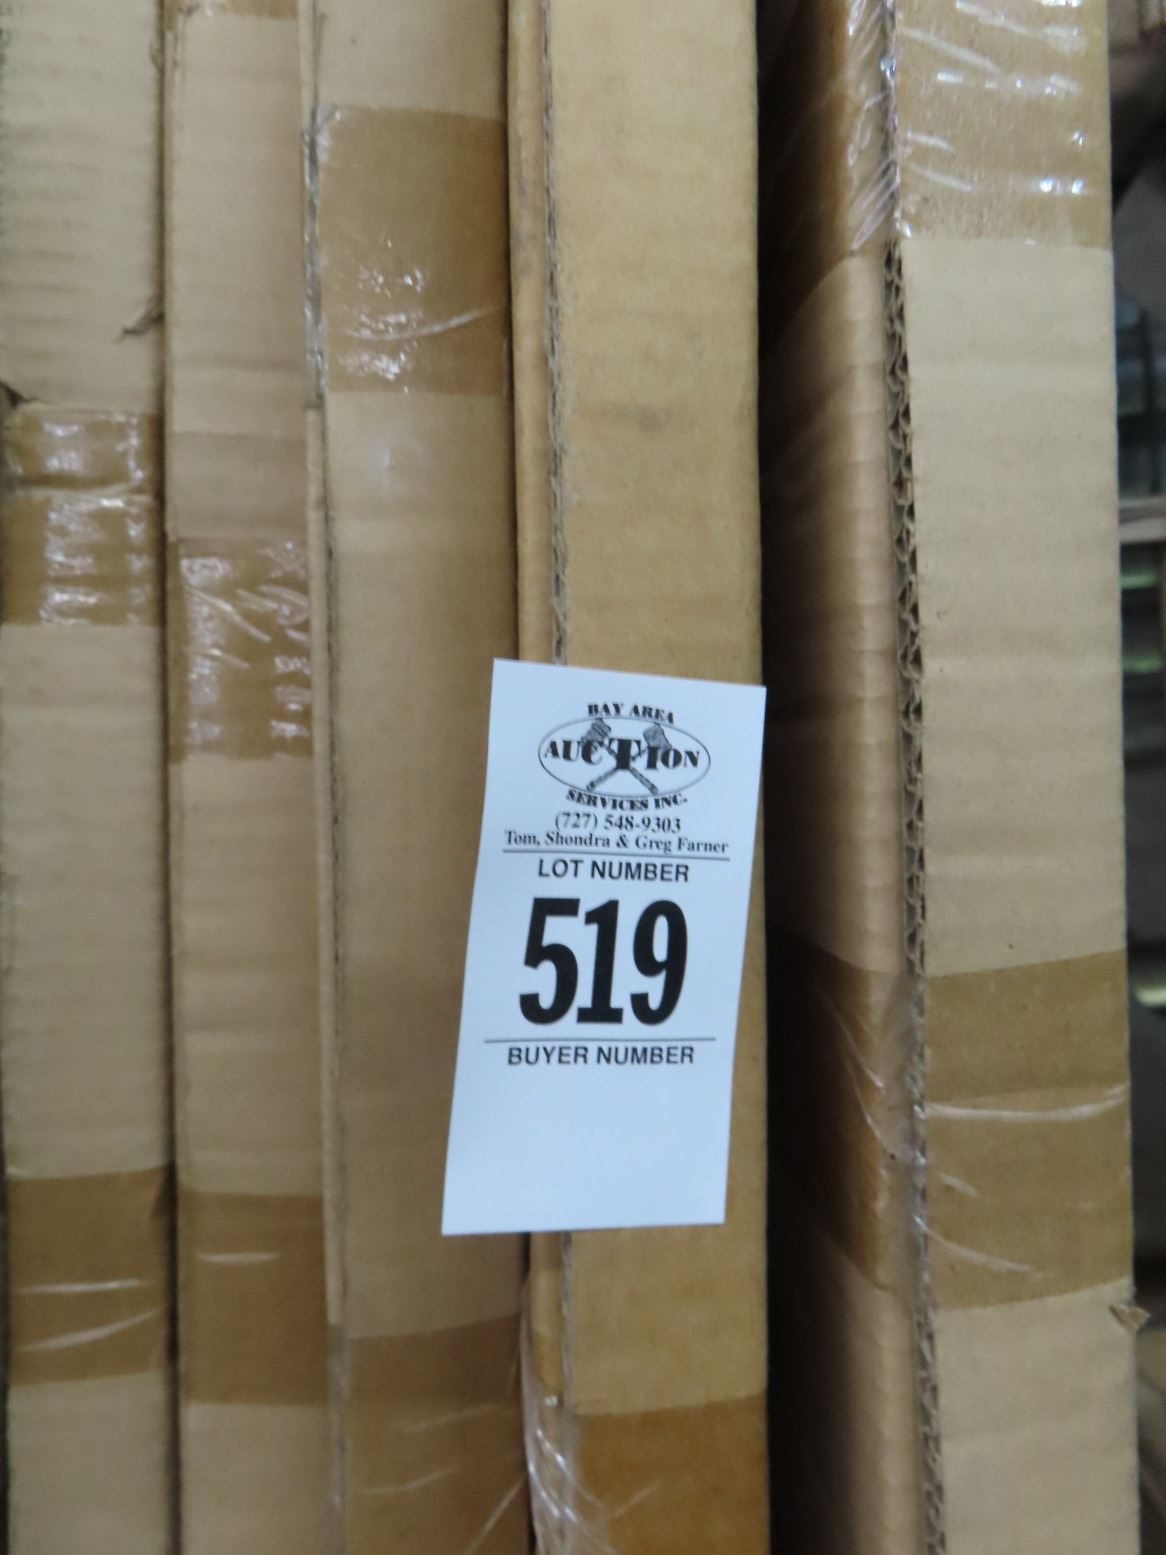 BAY AREA
AUCTION
SERVICES INC.
(727) 548-9303
Tom, Shondra & Greg Farner
LOT NUMBER
519
BUYER NUMBER